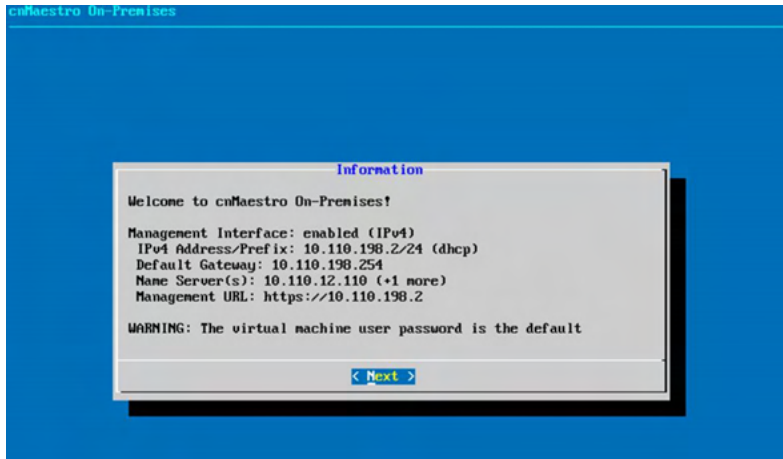 cnMaestro On-Premises
Information
Welcome to cnMaestro On-Premises!
Management Interface: enabled (IPv4)
IPv4 Address/Prefix: 10.110.198.2/24 (dhcp)
Default Gateway: 10.110.198.254
Name Server(s): 10.110.12.110 (+1 more)
Management URL: https://10.110.198.2
WARNING: The virtual machine user password is the default
< Next >